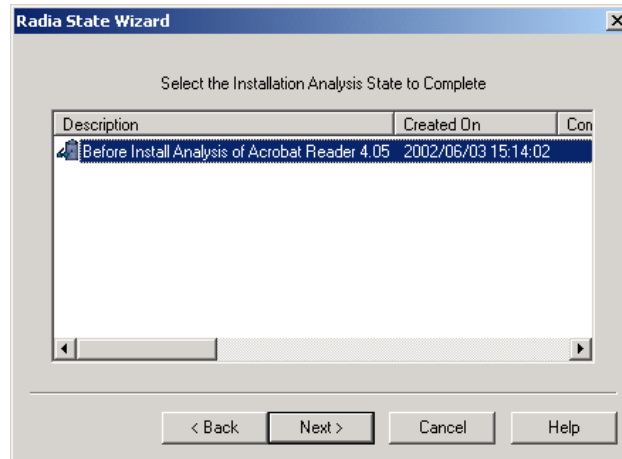 Radia State Wizard
Select the Installation Analysis State to Complete
Description Created On Con
Before Install Analysis of Acrobat Reader 4.05 2002/06/03 15:14:02
< Back Next > Cancel Help